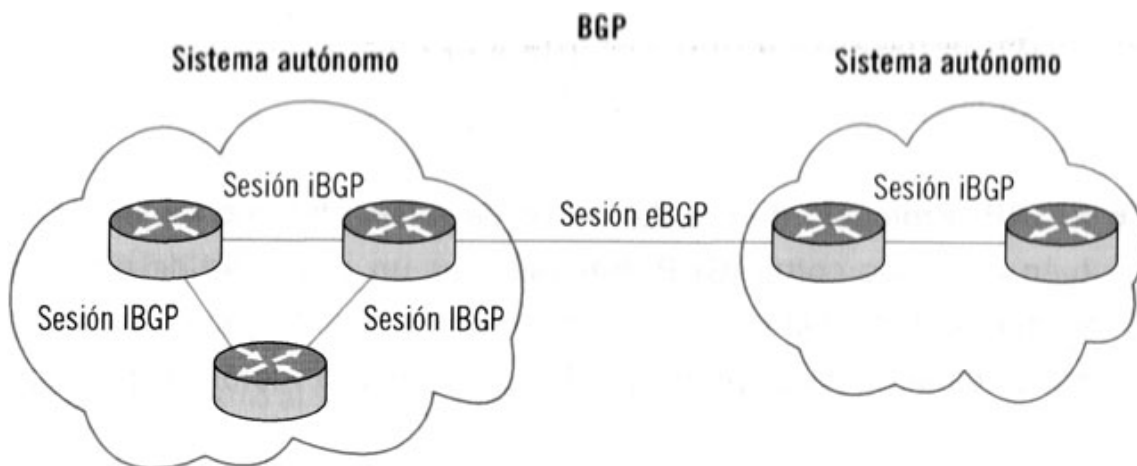 BGP
Sistema autónomo
Sistema autónomo
Sesión iBGP
Sesión eBGP
Sesión iBGP
Sesión IBGP
Sesión IBGP